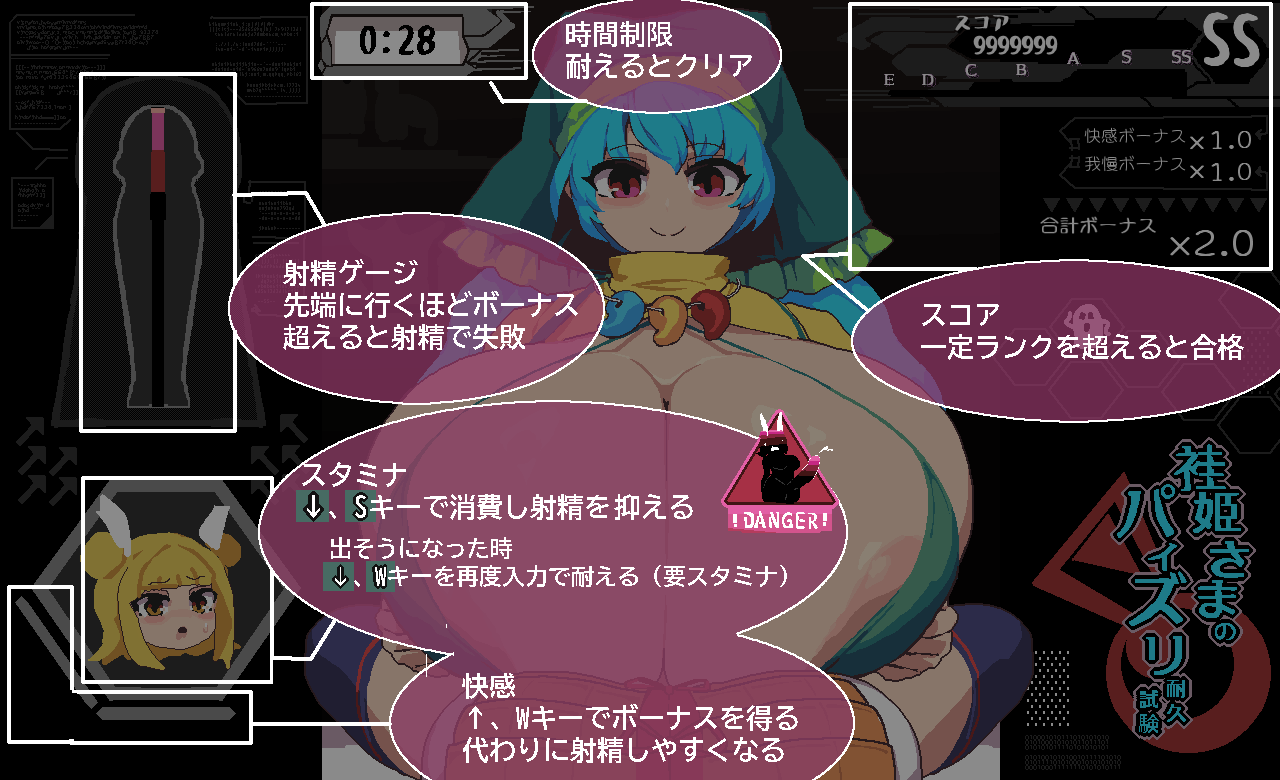 0:28
時間制限
耐えるとクリア
スコア
9999999
E D C B A S SS
SS
快感ボーナス×1.0
我慢ボーナス×1.0
合計ボーナス
×2.0
射精ゲージ
先端に行くほどボーナス
超えると射精で失敗
スコア
一定ランクを超えると合格
スタミナ
↓、Sキーで消費し射精を抑える
出そうになった時
↓、Wキーを再度入力で耐える（要スタミナ）
!DANGER!
快感
↑、Wキーでボーナスを得る
代わりに射精しやすくなる
袿姫さまの
パイズリ
耐久
試験